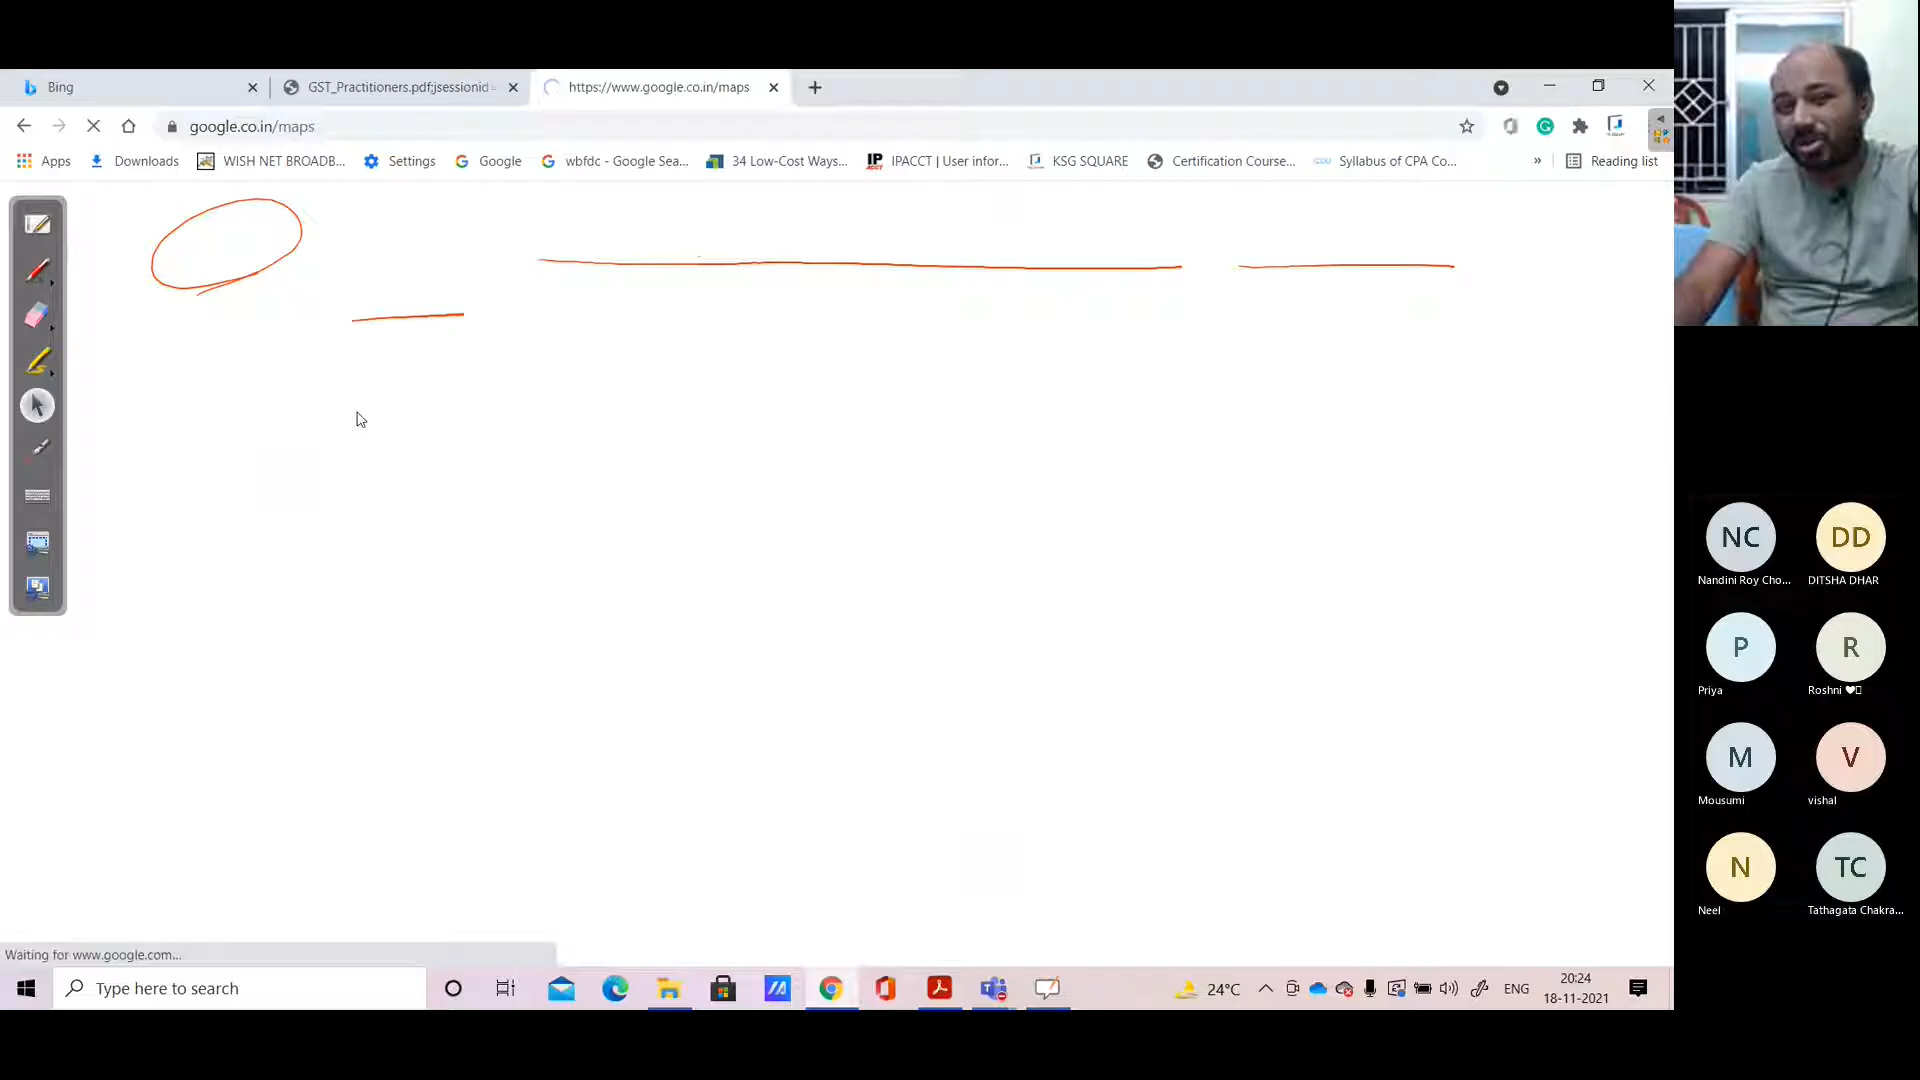 Bing
GST_Practitioners.pdf;jsessionid=
https://www.google.co.in/maps
google.co.in/maps
Apps
Downloads
WISH NET BROADB...
Settings
Google
wbfdc - Google Sea...
34 Low-Cost Ways...
IP
IPACCT
IPACCT | User infor...
KSG SQUARE
Certification Course...
Syllabus of CPA Co...
»
Reading list
NC
DD
Nandini Roy Cho...
DITSHA DHAR
P
R
Priya
Roshni ❤
M
V
Mousumi
vishal
N
TC
Neel
Tathagata Chakra...
Waiting for www.google.com...
Type here to search
24°C
ENG
20:24
18-11-2021